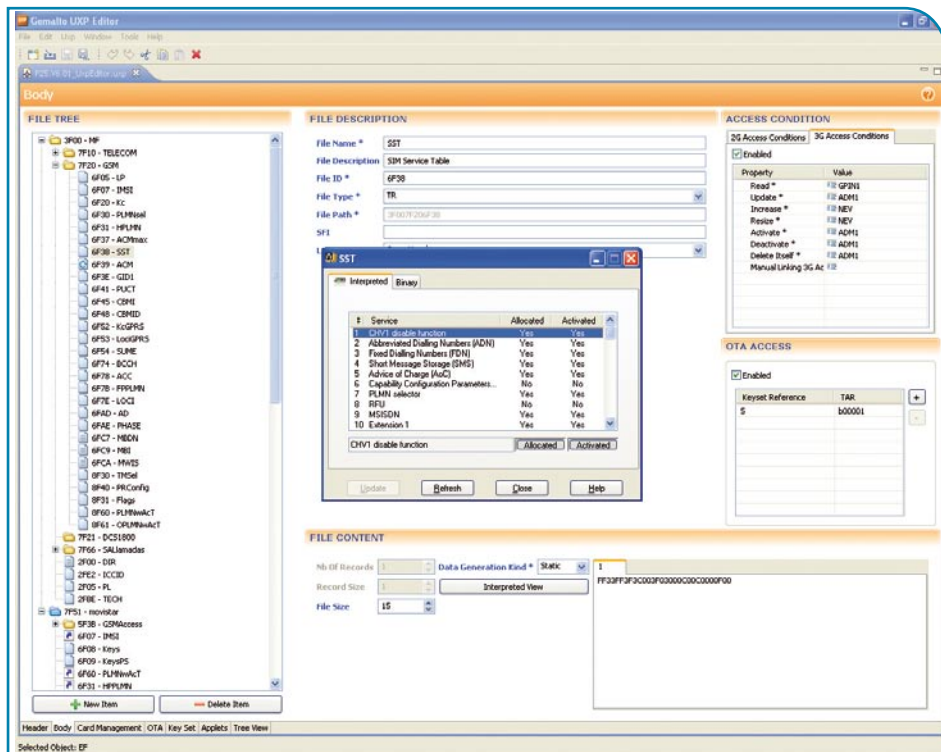 Gemalto UXP Editor
File Edit Uxp Window Tools Help
Body
FILE TREE
3F00 - MF
7F10 - TELECOM
7F20 - GSM
6F05 - LP
6F07 - IMSI
6F20 - Kc
6F30 - PLMNsel
6F31 - HPLMN
6F37 - ACMmax
6F38 - SST
6F39 - ACM
6F3E - GID1
6F41 - PUCT
6F45 - CBMI
6F48 - CBMID
6F52 - KcGPRS
6F53 - LociGPRS
6F54 - SUME
6F74 - BCCH
6F78 - ACC
6F7B - FPPLMN
6F7E - LOCI
6FAD - AD
6FAE - PHASE
6FC7 - MBDN
6FC9 - MBI
6FCA - MWIS
8F30 - TMSel
8F40 - PRConfig
8F31 - Flags
8F60 - PLMNwAcT
8F61 - OPLMNwAcT
7F21 - DCS1800
7F66 - SALlamadas
2F00 - DIR
2FE2 - ICCID
2F05 - PL
2FBE - TECH
7F51 - movistar
5F3B - GSMAccess
6F07 - IMSI
6F08 - Keys
6F09 - KeysPS
6F60 - PLMNwAcT
6F31 - HPPLMN
New Item Delete Item
FILE DESCRIPTION
File Name * SST
File Description SIM Service Table
File ID * 6F38
File Type * TR
File Path * 3F007F206F38
SFI
SST
Interpreted Binary
# Service Allocated Activated
1 CHV1 disable function Yes Yes
2 Abbreviated Dialling Numbers (ADN) Yes Yes
3 Fixed Dialling Numbers (FDN) Yes Yes
4 Short Message Storage (SMS) Yes Yes
5 Advice of Charge (AoC) Yes Yes
6 Capability Configuration Parameters... No No
7 PLMN selector Yes Yes
8 RFU No No
9 MSISDN Yes Yes
10 Extension 1 Yes Yes
CHV1 disable function Allocated Activated
Update Refresh Close Help
FILE CONTENT
Nb Of Records 1 Data Generation Kind * Static
Record Size 1 Interpreted View
File Size 15
1
FF33FF3F3C003F03000C00C0000F00
ACCESS CONDITION
2G Access Conditions 3G Access Conditions
Enabled
Property Value
Read * GPIN1
Update * ADM1
Increase * NEV
Resize * NEV
Activate * ADM1
Deactivate * ADM1
Delete Itself * ADM1
Manual Linking 3G Ac
OTA ACCESS
Enabled
Keyset Reference TAR
5 b00001
Header Body Card Management OTA Key Set Applets Tree View
Selected Object: EF